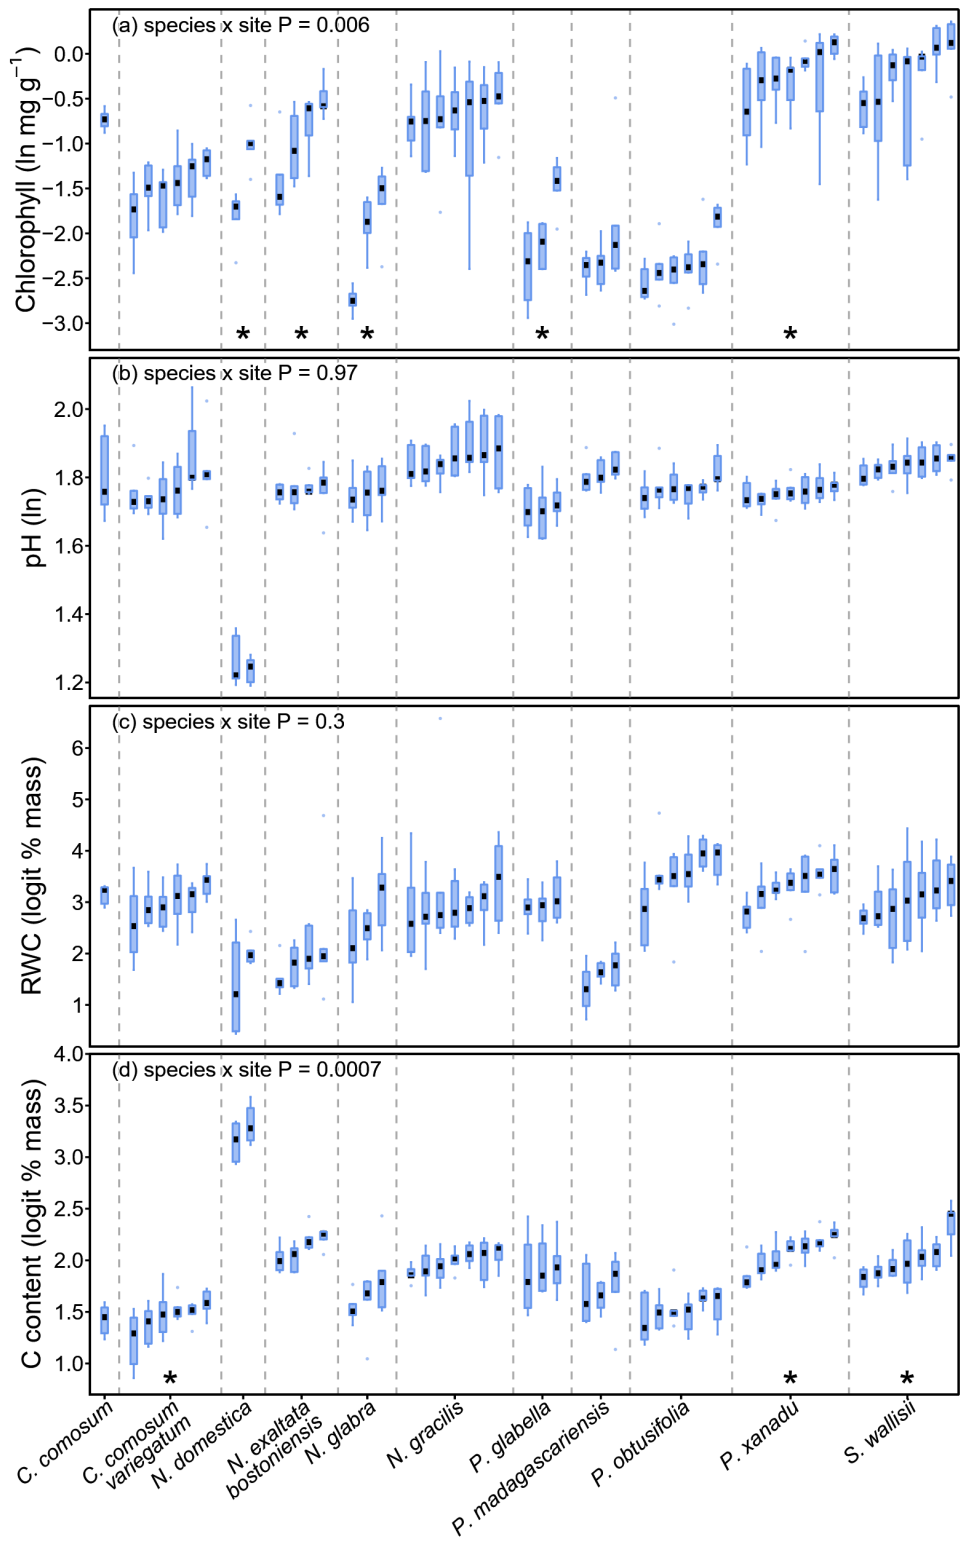 (a) species x site P = 0.006
Chlorophyll (ln mg g−1)
0.0
−0.5
−1.0
−1.5
−2.0
−2.5
−3.0
* * * * *
(b) species x site P = 0.97
pH (ln)
2.0
1.8
1.6
1.4
1.2
(c) species x site P = 0.3
RWC (logit % mass)
6
5
4
3
2
1
(d) species x site P = 0.0007
C content (logit % mass)
4.0
3.5
3.0
2.5
2.0
1.5
1.0
* * *
C. comosum
C. comosum
variegatum
N. domestica
N. exaltata
bostoniensis
N. glabra
N. gracilis
P. glabella
P. madagascariensis
P. obtusifolia
P. xanadu
S. wallisii